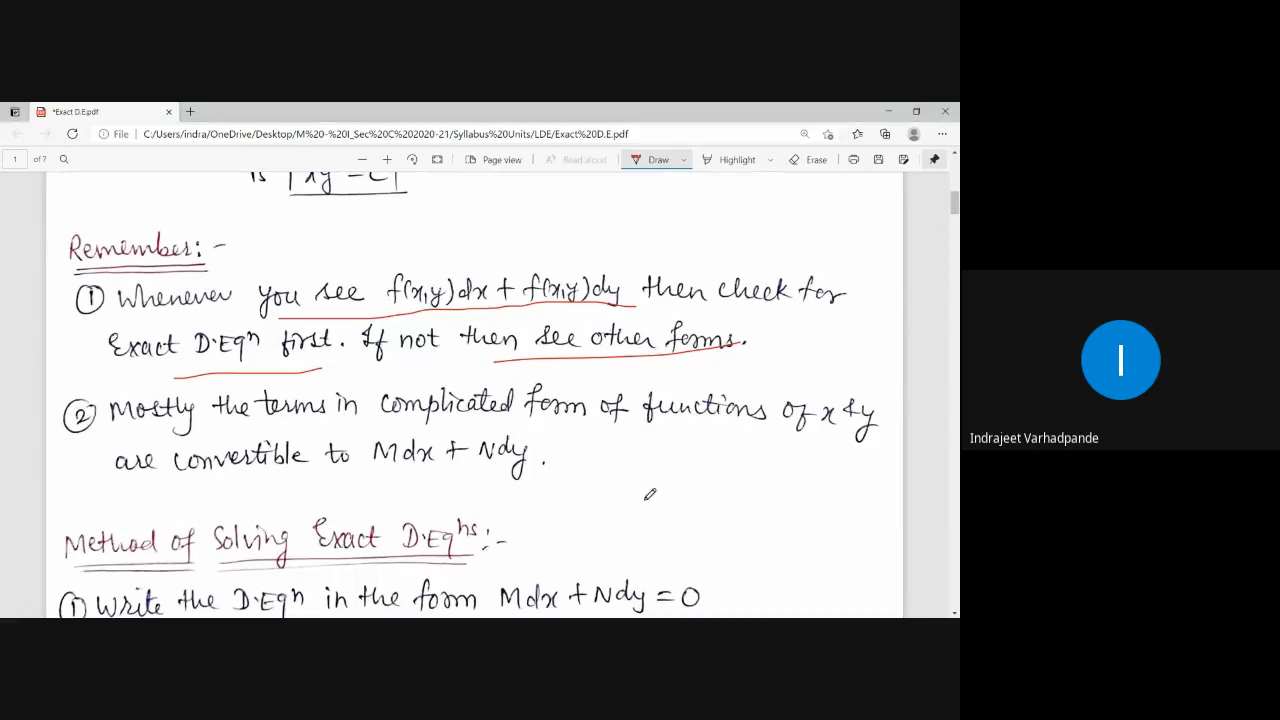 *Exact D.E.pdf
File | C:/Users/indra/OneDrive/Desktop/M%20-%20I_Sec%20C%202020-21/Syllabus%20Units/LDE/Exact%20D.E.pdf
1 of 7 Page view Read aloud Draw Highlight Erase
is xy = C
Remember:-
① Whenever you see f(x,y)dx + f(x,y)dy then check for
Exact D.Eqⁿ first. If not then see other forms.
② Mostly the terms in complicated form of functions of x & y
are convertible to Mdx + Ndy.
Method of Solving Exact D.Eqⁿˢ:-
① Write the D.Eqⁿ in the form Mdx + Ndy = 0
I
Indrajeet Varhadpande